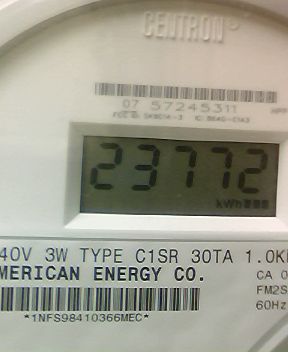 CENTRON®
07 57245311
23772
kWh
40V 3W TYPE C1SR 30TA 1.0K
MERICAN ENERGY CO.
CA 0
FM2S
60Hz
*1NFS98410366MEC*